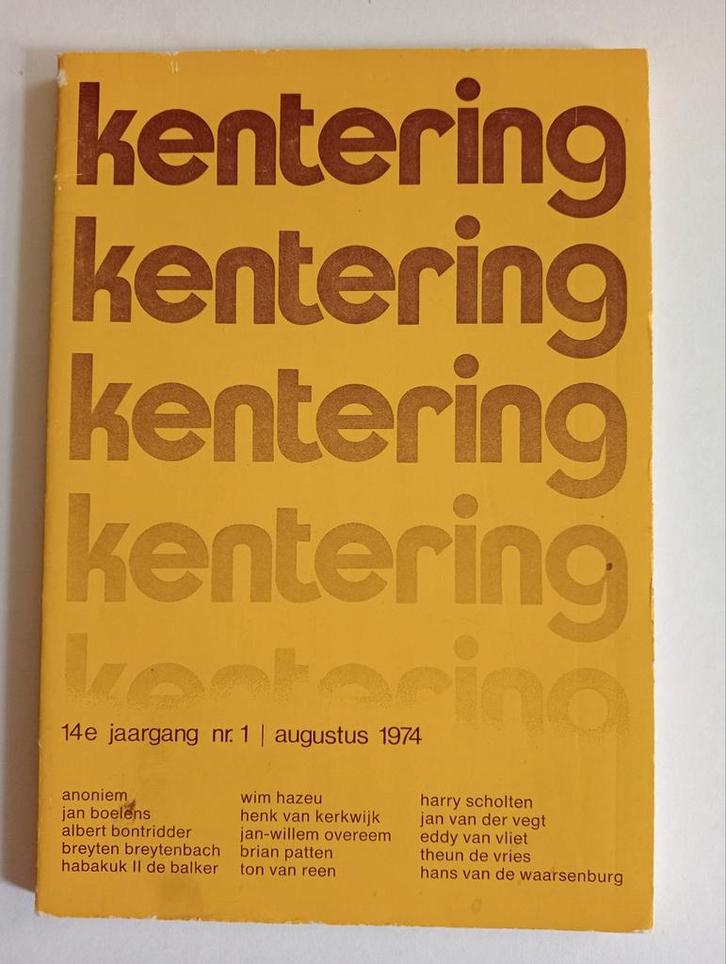 kentering
kentering
kentering
kentering
kentering
14e jaargang nr. 1 | augustus 1974
anoniem
jan boelens
albert bontridder
breyten breytenbach
habakuk II de balker
wim hazeu
henk van kerkwijk
jan-willem overeem
brian patten
ton van reen
harry scholten
jan van der vegt
eddy van vliet
theun de vries
hans van de waarsenburg